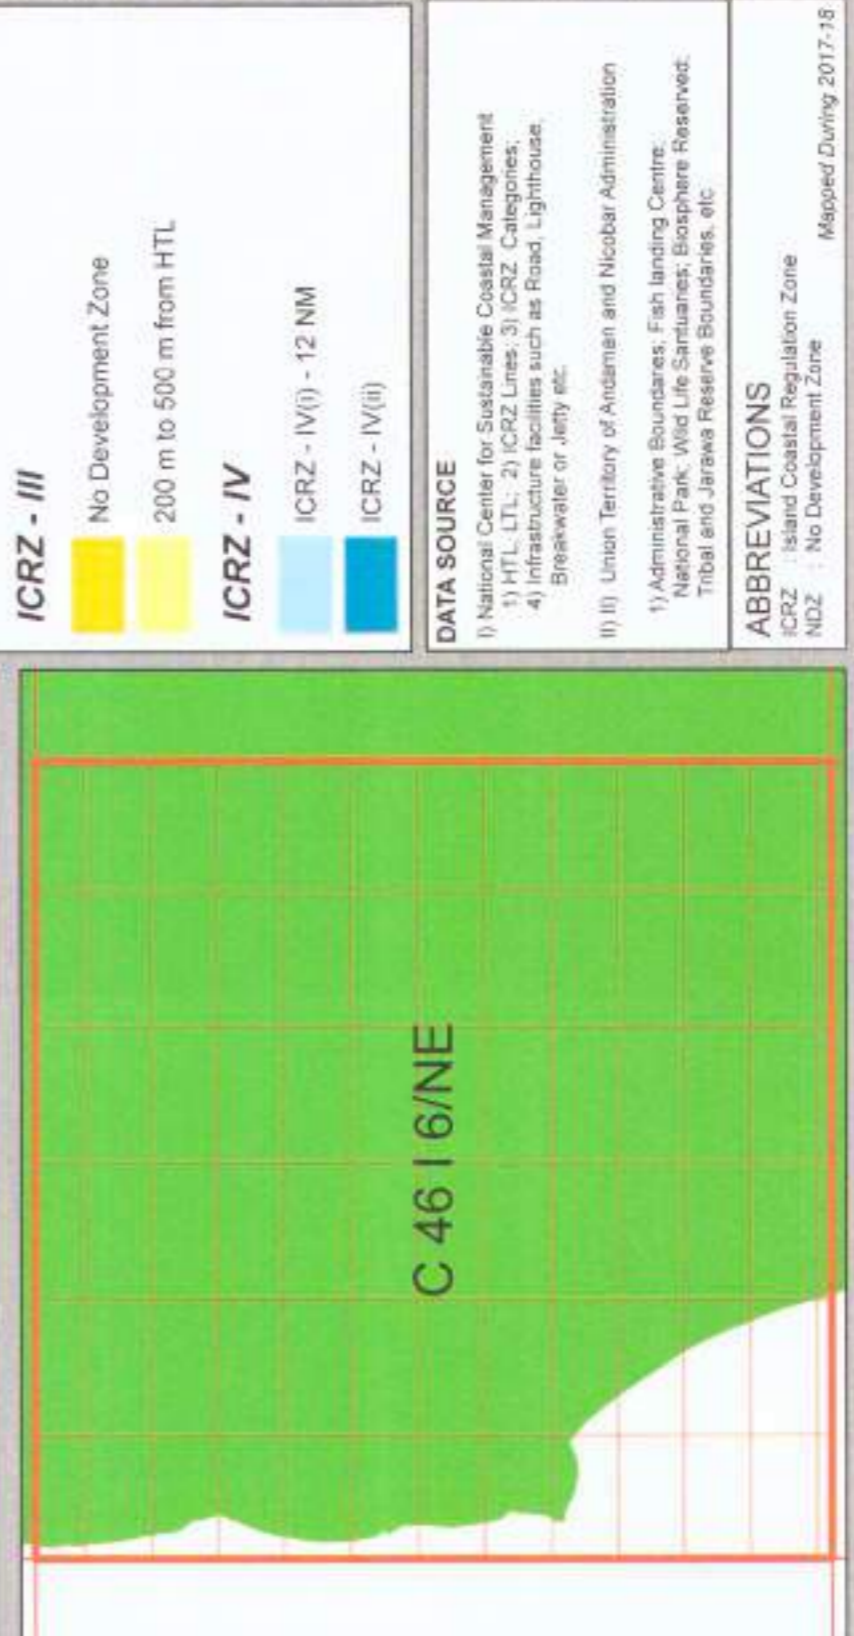 ICRZ - III
No Development Zone
200 m to 500 m from HTL
ICRZ - IV
ICRZ - IV(i) - 12 NM
ICRZ - IV(ii)
DATA SOURCE
I) National Center for Sustainable Coastal Management
1) HTL, LTL; 2) ICRZ Lines; 3) ICRZ Categories;
4) Infrastructure facilities such as Road, Lighthouse,
Breakwater or Jetty etc.
II) II) Union Territory of Andaman and Nicobar Administration
1) Administrative Boundaries; Fish landing Centre;
National Park; Wild Life Santuaries; Biosphere Reserved;
Tribal and Jarawa Reserve Boundaries, etc
ABBREVIATIONS
ICRZ : Island Coastal Regulation Zone
NDZ : No Development Zone
Mapped During 2017-18
C 46 I 6/NE